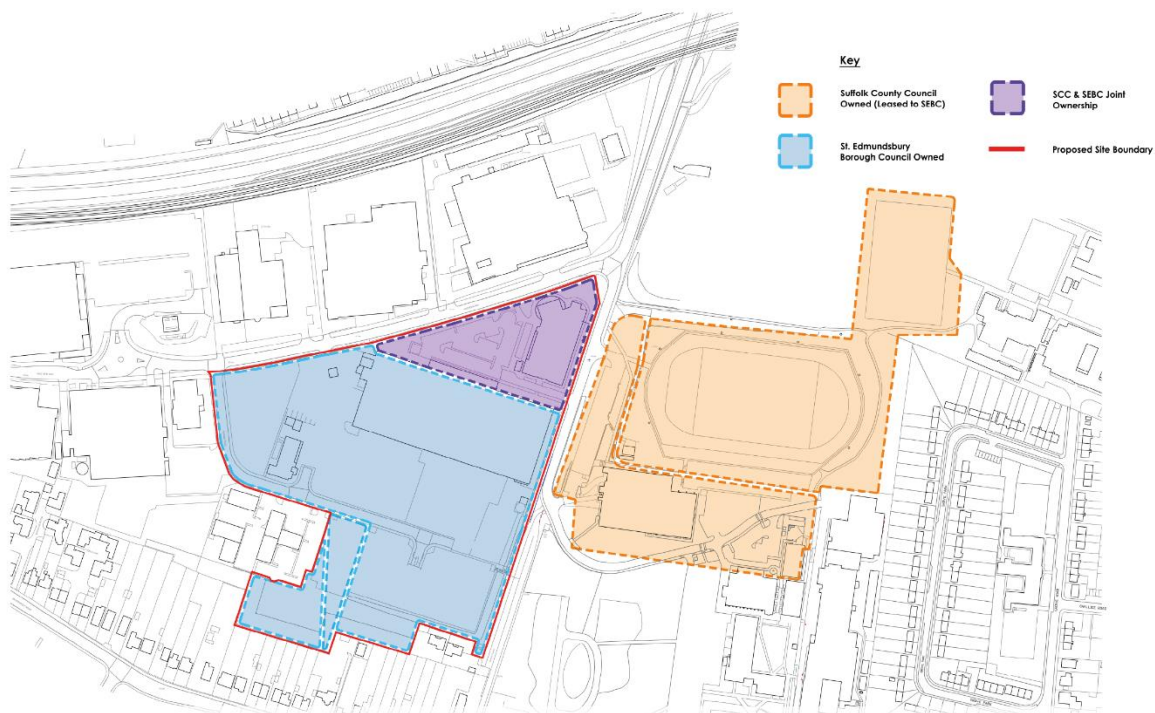 Key
Suffolk County Council
Owned (Leased to SEBC)
SCC & SEBC Joint
Ownership
St. Edmundsbury
Borough Council Owned
Proposed Site Boundary